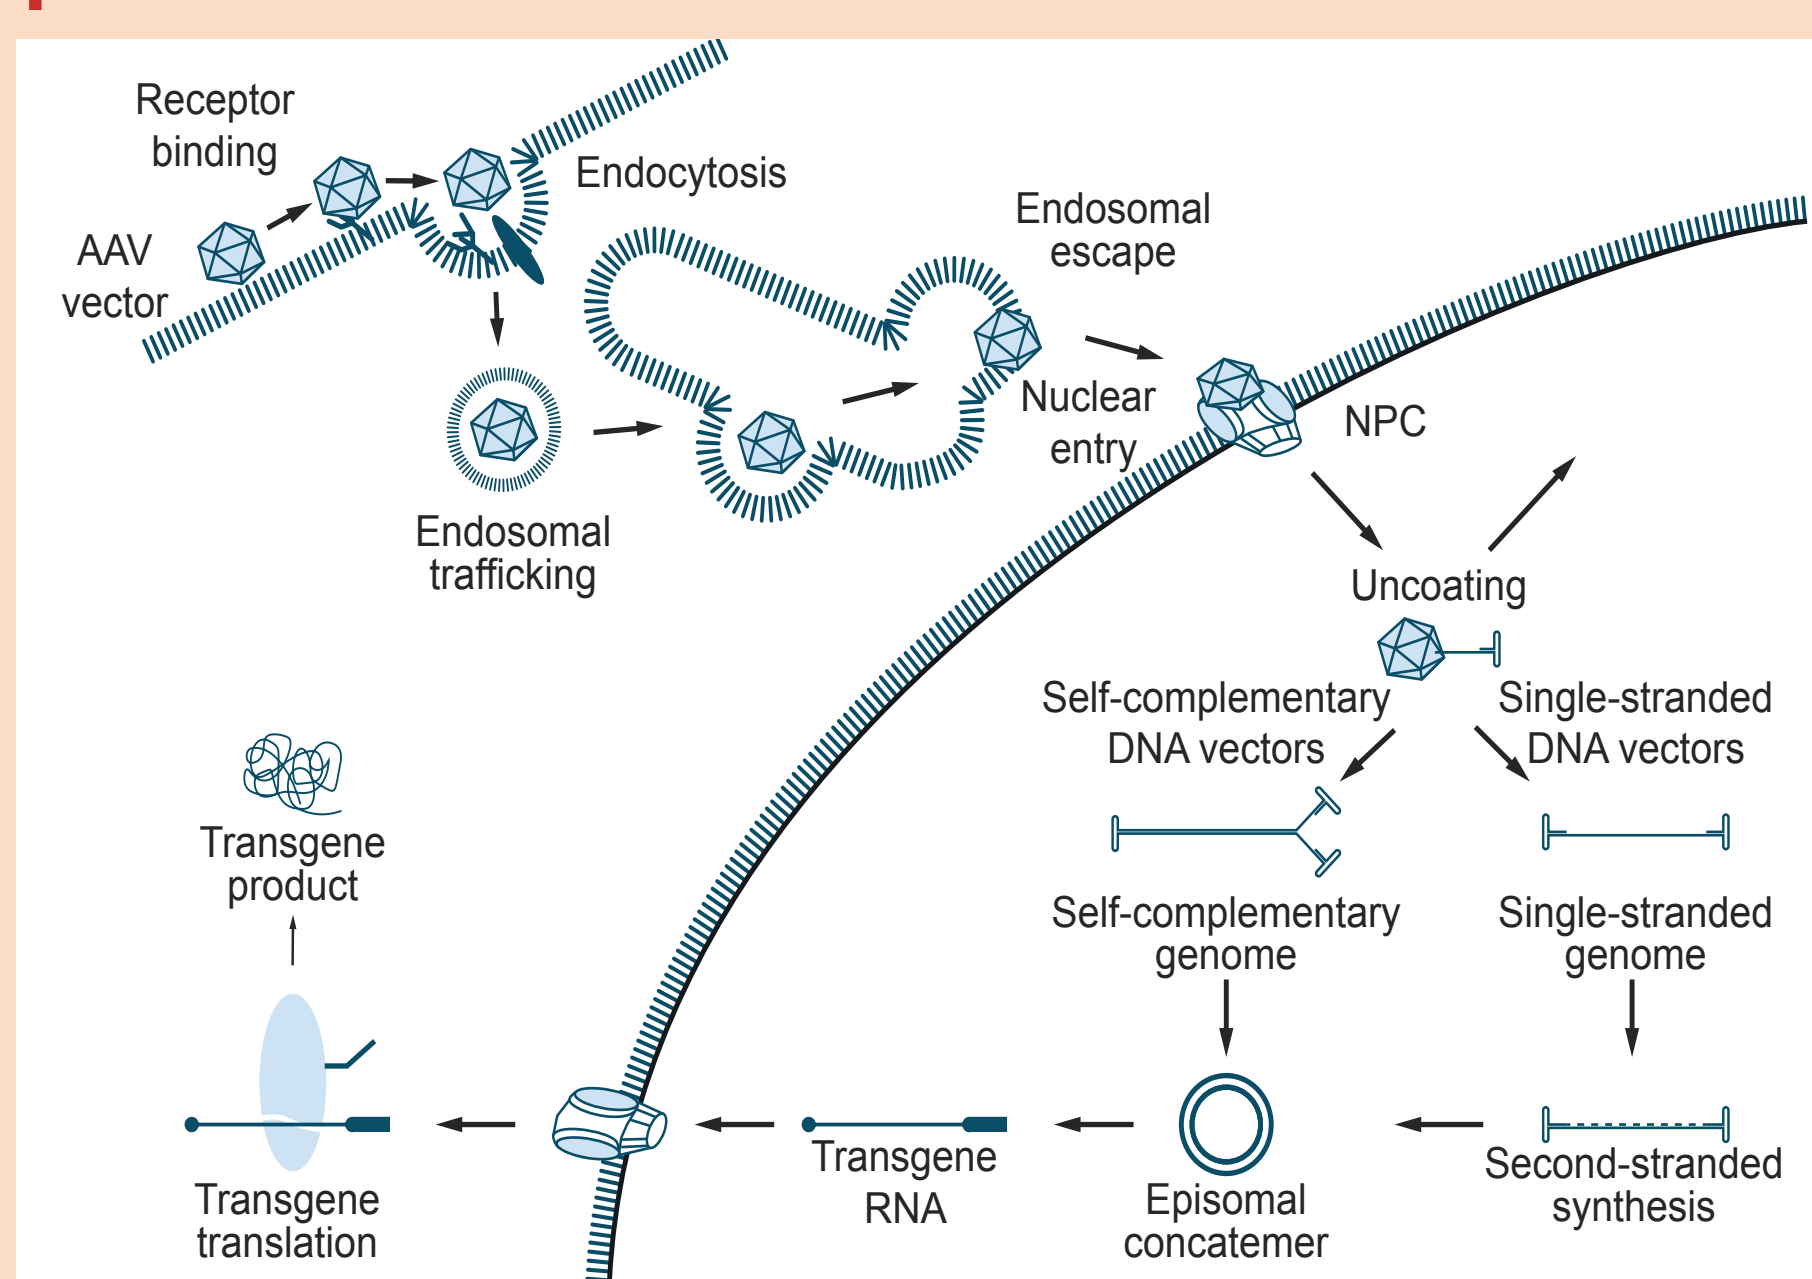 Receptor
binding
AAV
vector
Endocytosis
Endosomal
escape
Endosomal
trafficking
Nuclear
entry
NPC
Uncoating
Self-complementary
DNA vectors
Single-stranded
DNA vectors
Self-complementary
genome
Single-stranded
genome
Second-stranded
synthesis
Episomal
concatemer
Transgene
RNA
Transgene
translation
Transgene
product